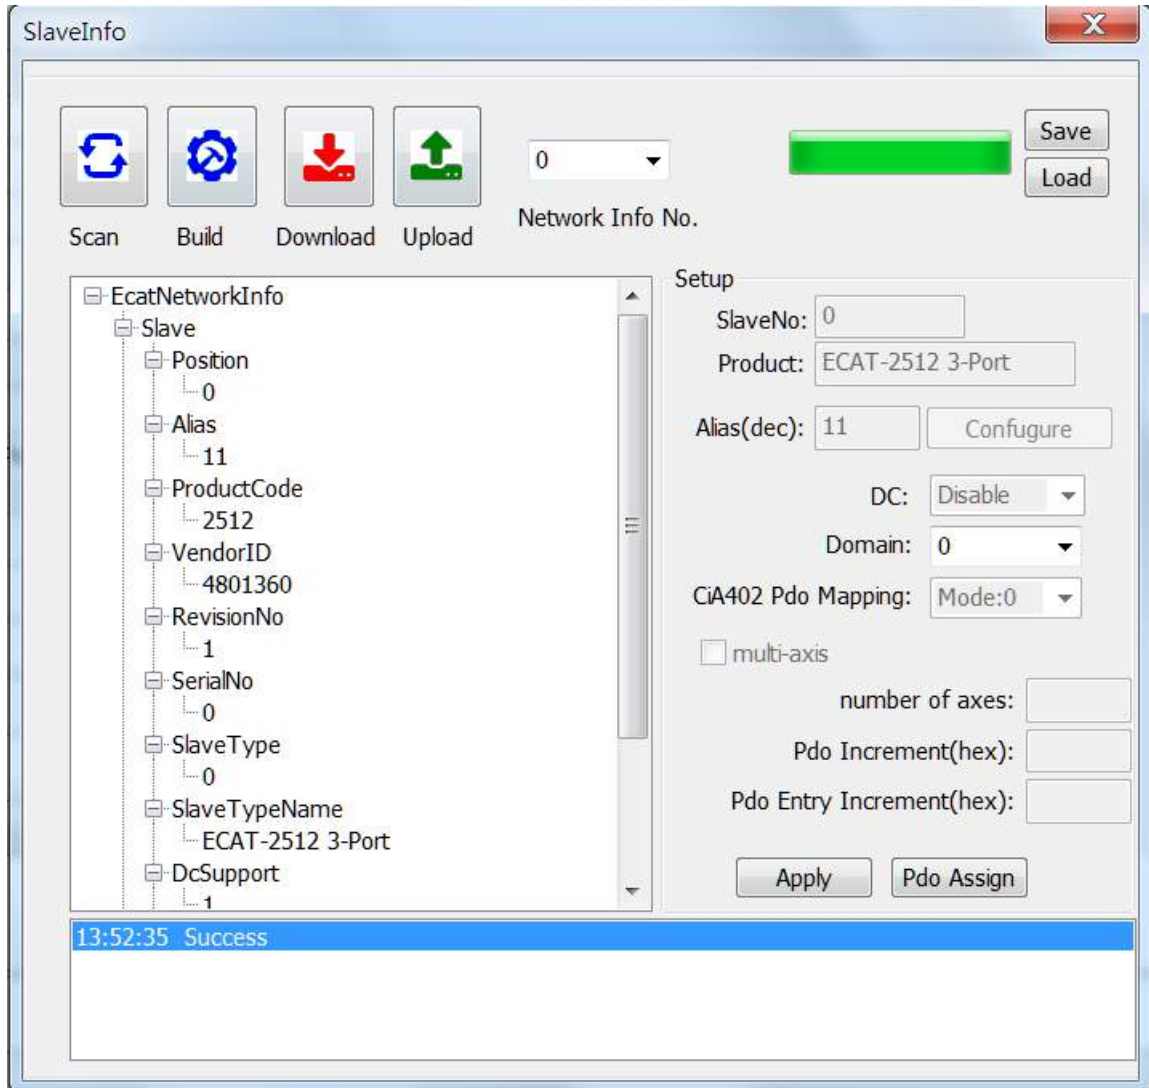 SlaveInfo
Save
0
Load
Network Info No.
Scan Build Download Upload
EcatNetworkInfo
Slave
Position
0
Alias
11
ProductCode
2512
VendorID
4801360
RevisionNo
1
SerialNo
0
SlaveType
0
SlaveTypeName
ECAT-2512 3-Port
DcSupport
1
Setup
SlaveNo: 0
Product: ECAT-2512 3-Port
Alias(dec): 11 Confugure
DC: Disable
Domain: 0
CiA402 Pdo Mapping: Mode:0
multi-axis
number of axes:
Pdo Increment(hex):
Pdo Entry Increment(hex):
Apply Pdo Assign
13:52:35 Success